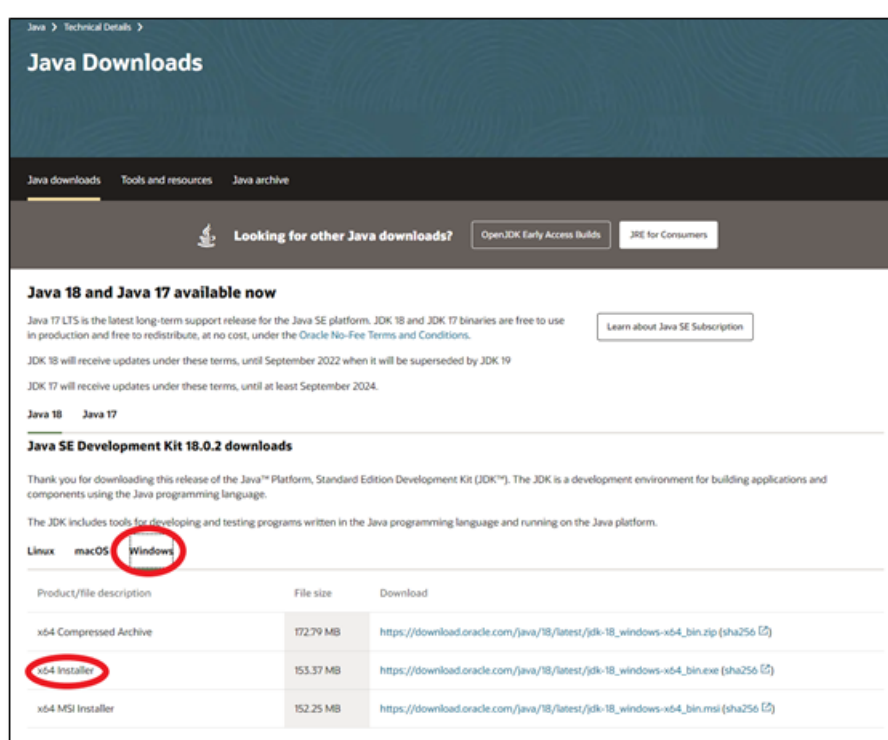 Java > Technical Details >
Java Downloads
Java downloads Tools and resources Java archive
Looking for other Java downloads? OpenJDK Early Access Builds JRE for Consumers
Java 18 and Java 17 available now
Java 17 LTS is the latest long-term support release for the Java SE platform. JDK 18 and JDK 17 binaries are free to use
in production and free to redistribute, at no cost, under the Oracle No-Fee Terms and Conditions.
Learn about Java SE Subscription
JDK 18 will receive updates under these terms, until September 2022 when it will be superseded by JDK 19
JDK 17 will receive updates under these terms, until at least September 2024.
Java 18 Java 17
Java SE Development Kit 18.0.2 downloads
Thank you for downloading this release of the Java™ Platform, Standard Edition Development Kit (JDK™). The JDK is a development environment for building applications and
components using the Java programming language.
The JDK includes tools for developing and testing programs written in the Java programming language and running on the Java platform.
Linux macOS Windows
Product/file description File size Download
x64 Compressed Archive 172.79 MB https://download.oracle.com/java/18/latest/jdk-18_windows-x64_bin.zip (sha256)
x64 Installer 153.37 MB https://download.oracle.com/java/18/latest/jdk-18_windows-x64_bin.exe (sha256)
x64 MSI Installer 152.25 MB https://download.oracle.com/java/18/latest/jdk-18_windows-x64_bin.msi (sha256)